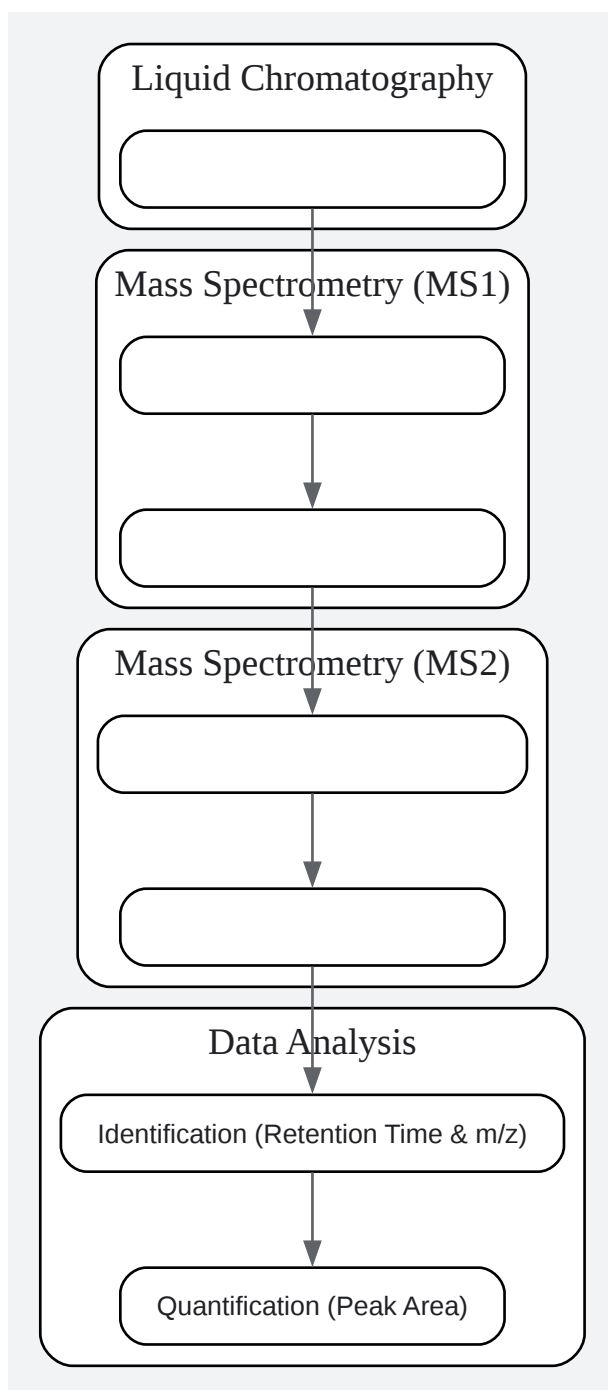 Liquid Chromatography
Mass Spectrometry (MS1)
Mass Spectrometry (MS2)
Data Analysis
Identification (Retention Time & m/z)
Quantification (Peak Area)